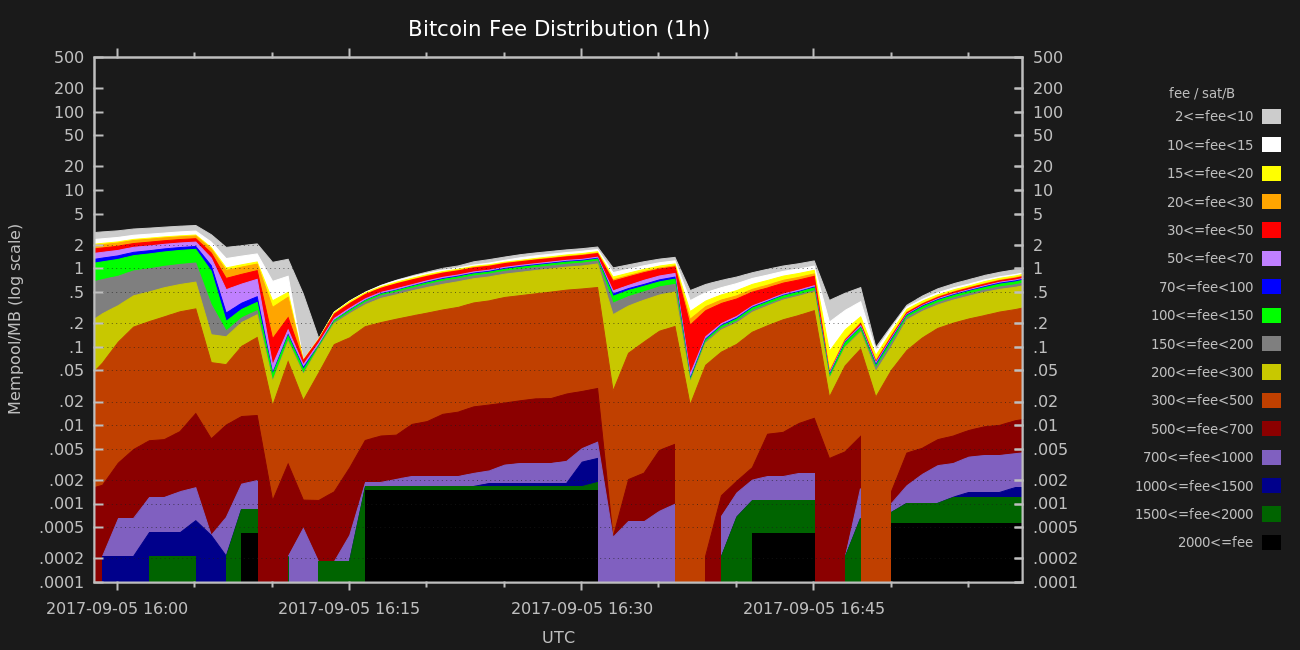 Bitcoin Fee Distribution (1h)
Mempool/MB (log scale)
500
200
100
50
20
10
5
2
1
.5
.2
.1
.05
.02
.01
.005
.002
.001
.0005
.0002
.0001
500
200
100
50
20
10
5
2
1
.5
.2
.1
.05
.02
.01
.005
.002
.001
.0005
.0002
.0001
2017-09-05 16:00
2017-09-05 16:15
2017-09-05 16:30
2017-09-05 16:45
UTC
fee / sat/B
2<=fee<10
10<=fee<15
15<=fee<20
20<=fee<30
30<=fee<50
50<=fee<70
70<=fee<100
100<=fee<150
150<=fee<200
200<=fee<300
300<=fee<500
500<=fee<700
700<=fee<1000
1000<=fee<1500
1500<=fee<2000
2000<=fee